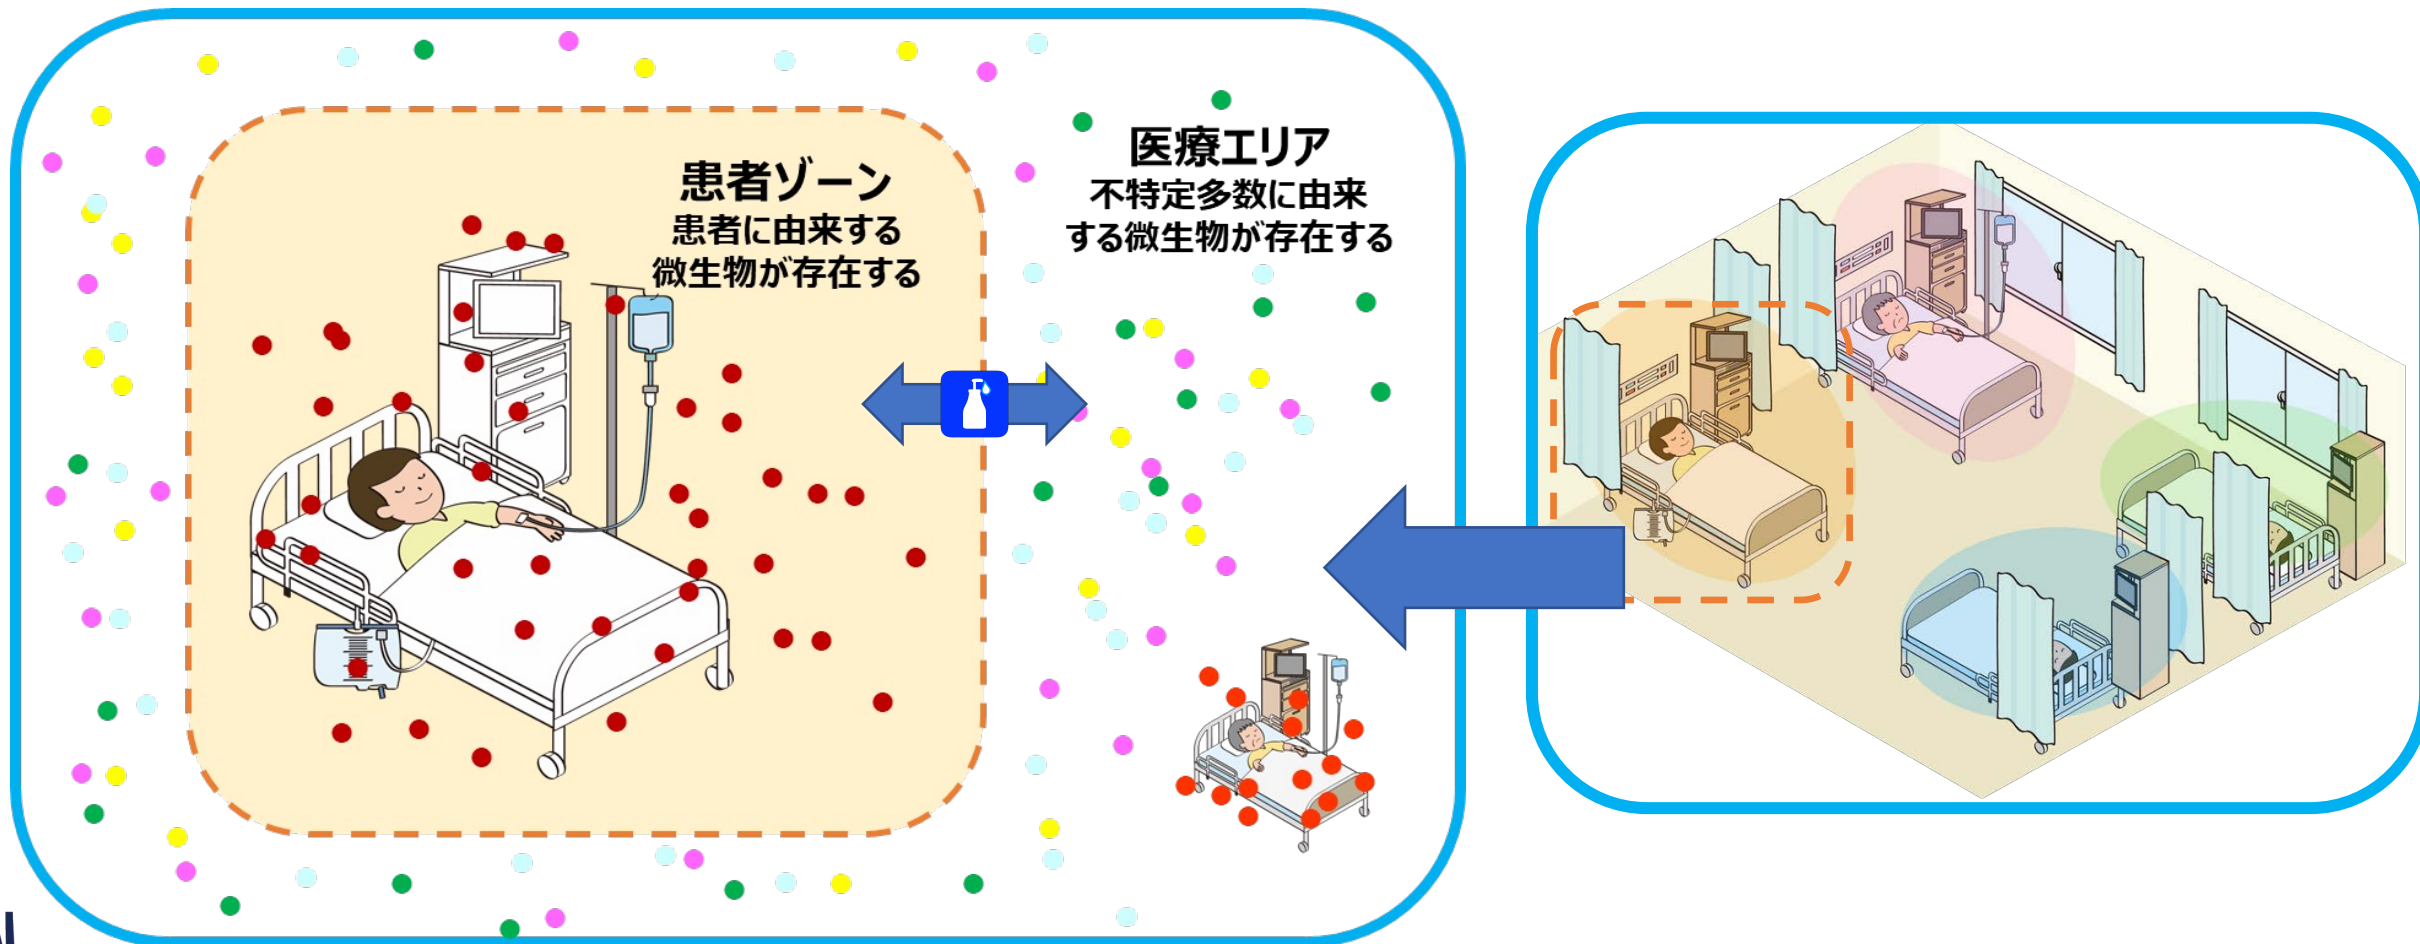 患者ゾーン
患者に由来する
微生物が存在する
医療エリア
不特定多数に由来
する微生物が存在する